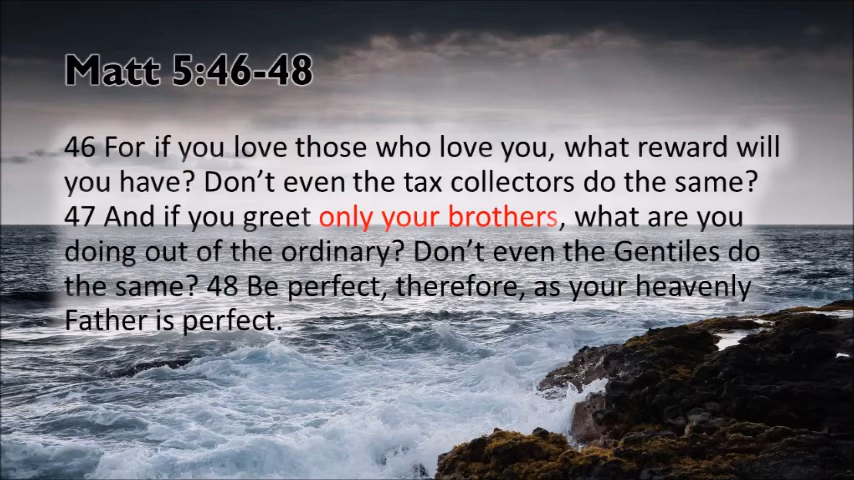 Matt 5:46-48
46 For if you love those who love you, what reward will
you have? Don’t even the tax collectors do the same?
47 And if you greet only your brothers, what are you
doing out of the ordinary? Don’t even the Gentiles do
the same? 48 Be perfect, therefore, as your heavenly
Father is perfect.